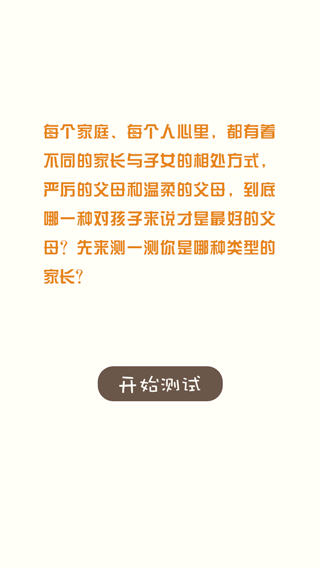 每个家庭、每个人心里，都有着
不同的家长与子女的相处方式，
严厉的父母和温柔的父母，到底
哪一种对孩子来说才是最好的父
母？先来测一测你是哪种类型的
家长？
开始测试